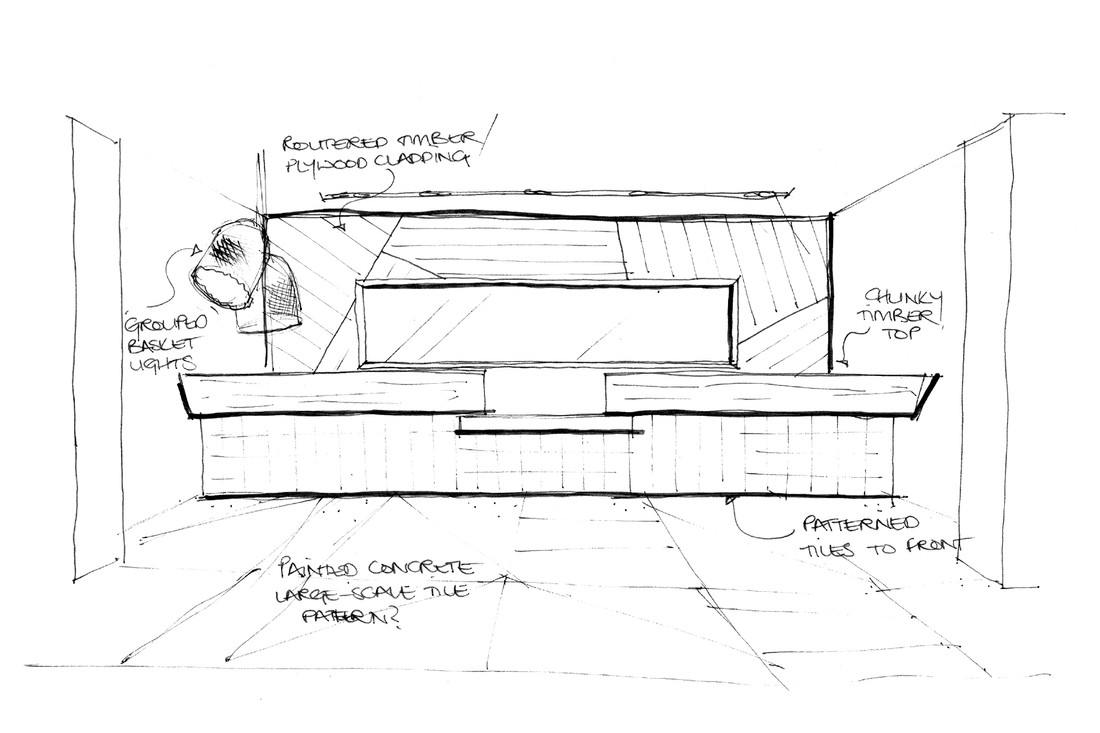 ROUTERED TIMBER
PLYWOOD CLADDING
'GROUPED'
BASKET
LIGHTS
CHUNKY
TIMBER
TOP
PATTERNED
TILES TO FRONT
PAINTED CONCRETE
LARGE-SCALE TILE
PATTERN?